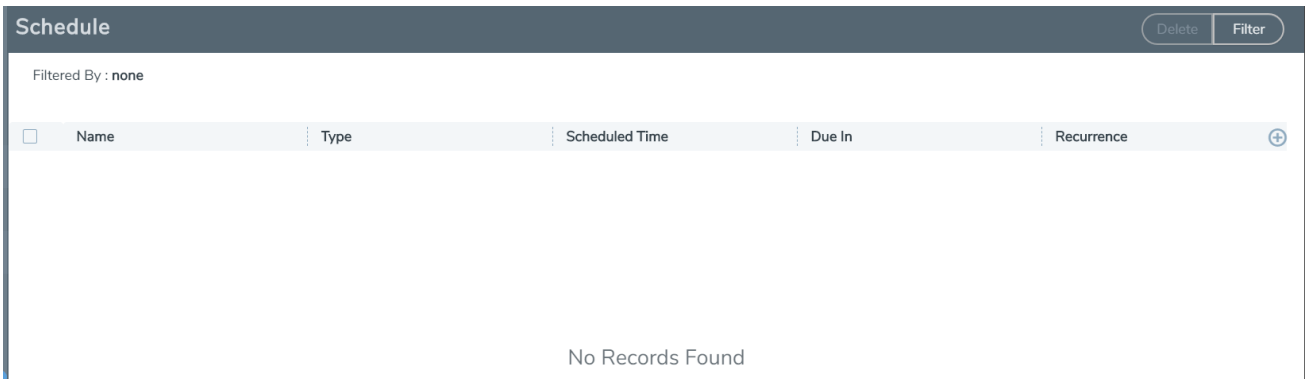 Schedule
Delete Filter
Filtered By : none
Name Type Scheduled Time Due In Recurrence
No Records Found